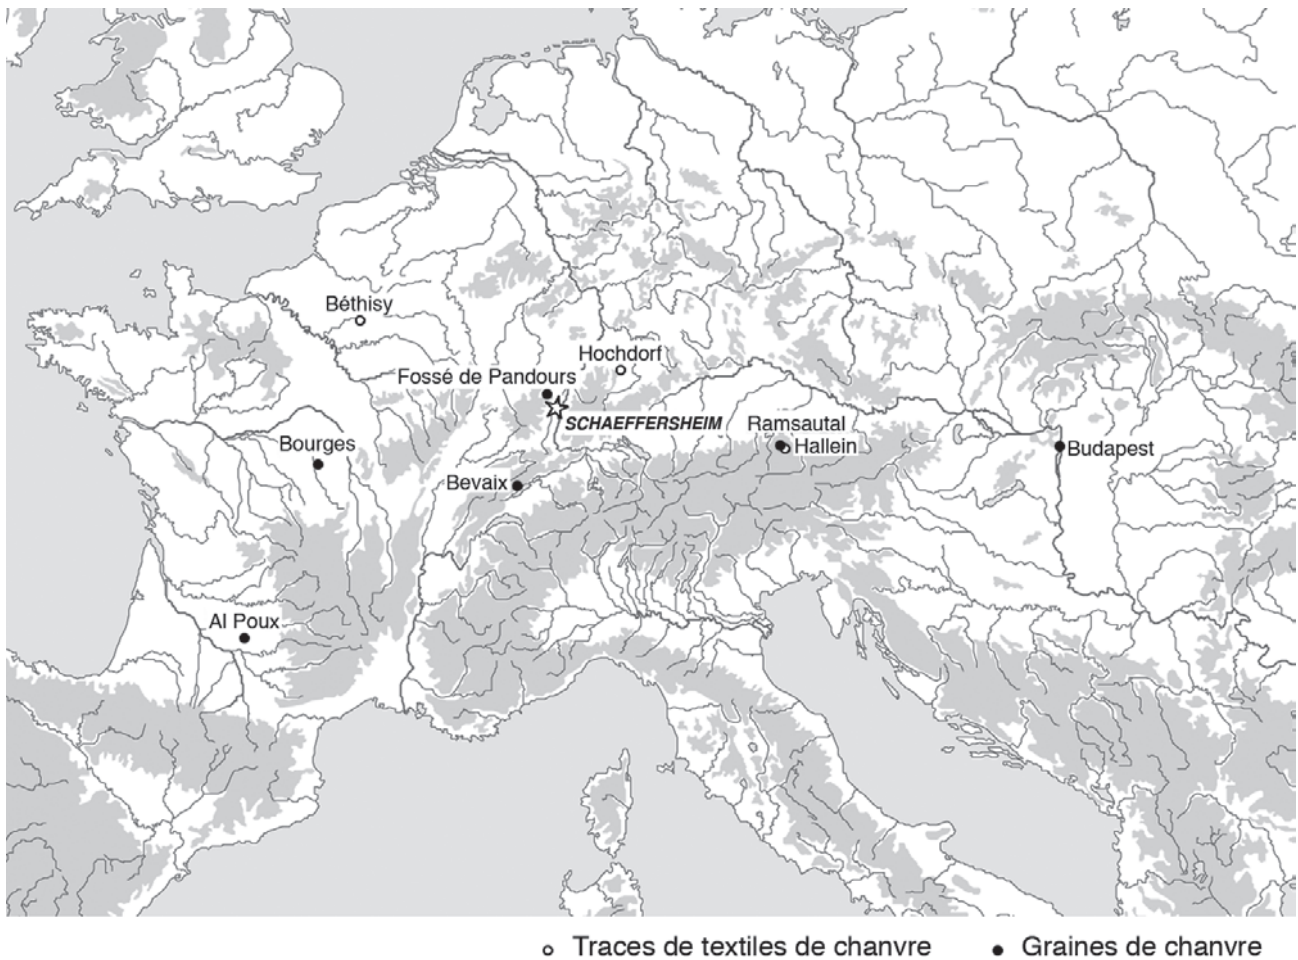 Béthisy
Hochdorf
Fossé de Pandours
SCHAEFFERSHEIM
Ramsautal
Bourges
Hallein
Budapest
Bevaix
Al Poux
Traces de textiles de chanvre
Graines de chanvre